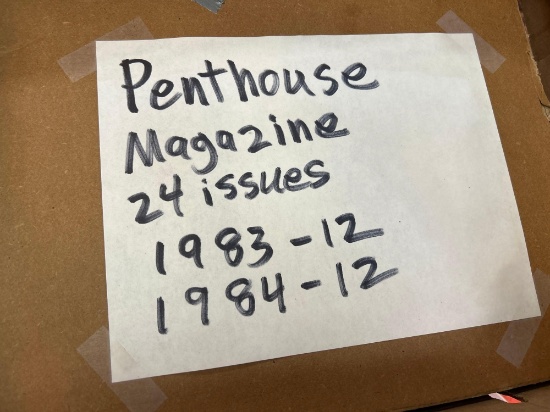 Penthouse
Magazine
24 issues
1983-12
1984-12